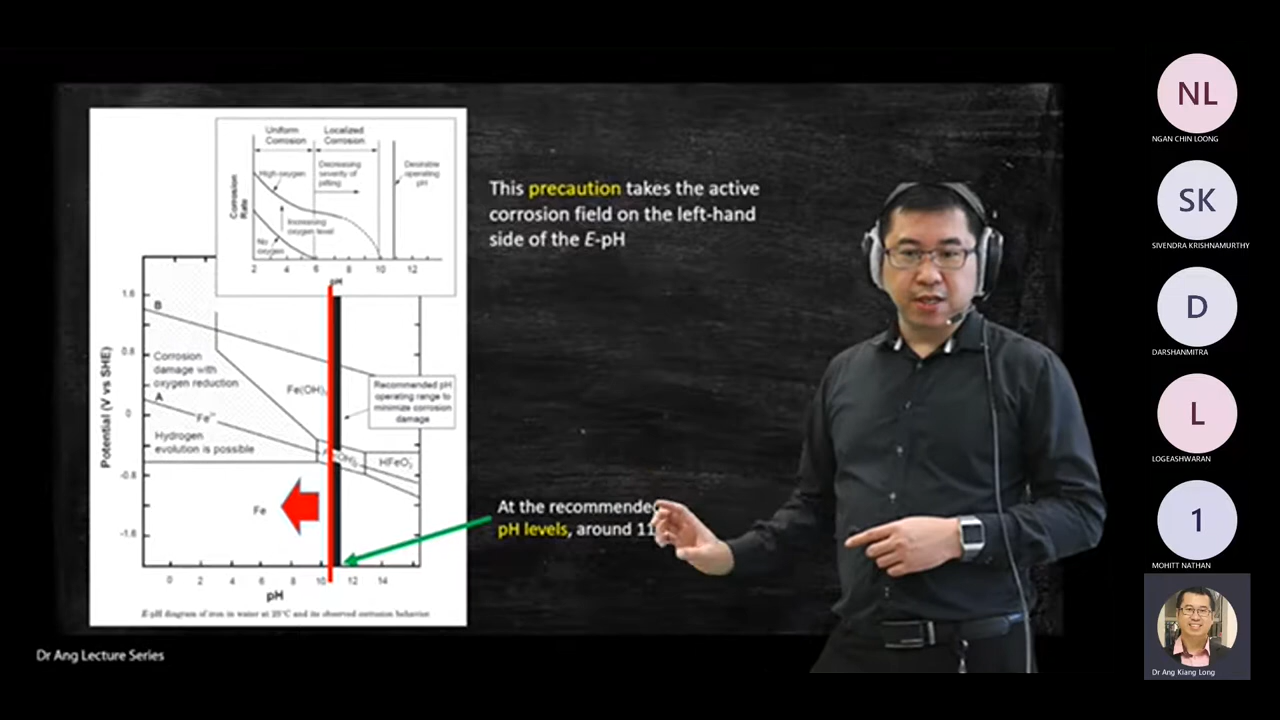 Uniform
Corrosion
Localized
Corrosion
High oxygen
Decreasing
severity of
pitting
Desirable
operating
pH
Corrosion
Rate
Increasing
oxygen level
No
oxygen
2 4 6 8 10 12
pH
1.6
0.8
0
-0.8
-1.6
Potential (V vs SHE)
B
Corrosion
damage with
oxygen reduction
A
Hydrogen
evolution is possible
Recommended pH
operating range to
minimize corrosion
damage
Fe
0 2 4 6 8 10 12 14
pH
E-pH diagram of iron in water at 25°C and its observed corrosion behavior
This precaution takes the active
corrosion field on the left-hand
side of the E-pH
At the recommended
pH levels, around 11
Dr Ang Lecture Series
NL
NGAN CHIN LOONG
SK
SIVENDRA KRISHNAMURTHY
D
DARSHANMITRA
L
LOGEASHWARAN
1
MOHITT NATHAN
Dr Ang Kiang Long